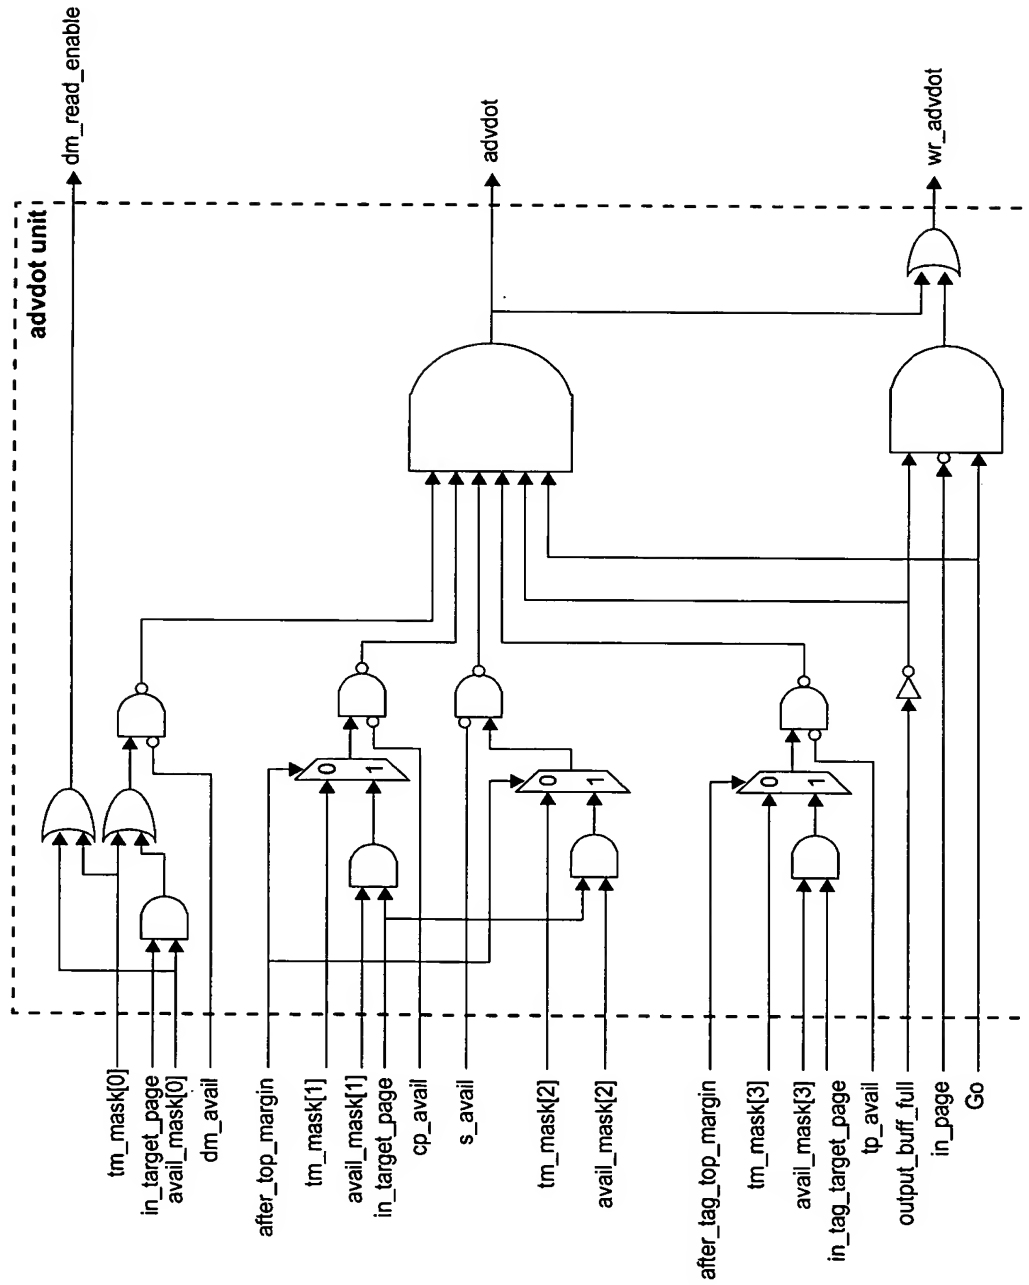 advdot unit
dm_read_enable
tm_mask[0]
in_target_page
avail_mask[0]
dm_avail
after_top_margin
0
tm_mask[1]
1
avail_mask[1]
in_target_page
cp_avail
advdot
s_avail
0
tm_mask[2]
1
avail_mask[2]
after_tag_top_margin
0
tm_mask[3]
1
avail_mask[3]
in_tag_target_page
tp_avail
output_buff_full
wr_advdot
in_page
Go